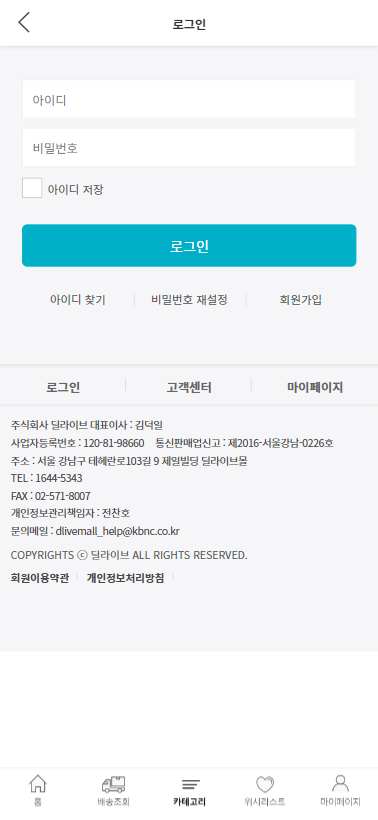 로그인
아이디
비밀번호
아이디 저장
로그인
아이디 찾기 비밀번호 재설정 회원가입
로그인 고객센터 마이페이지
주식회사 딜라이브 대표이사 : 김덕일
사업자등록번호 : 120-81-98660 통신판매업신고 : 제2016-서울강남-0226호
주소 : 서울 강남구 테헤란로103길 9 제일빌딩 딜라이브몰
TEL : 1644-5343
FAX : 02-571-8007
개인정보관리책임자 : 전찬호
문의메일 : dlivemall_help@kbnc.co.kr
COPYRIGHTS ⓒ 딜라이브 ALL RIGHTS RESERVED.
회원이용약관 개인정보처리방침
홈 배송조회 카테고리 위시리스트 마이페이지